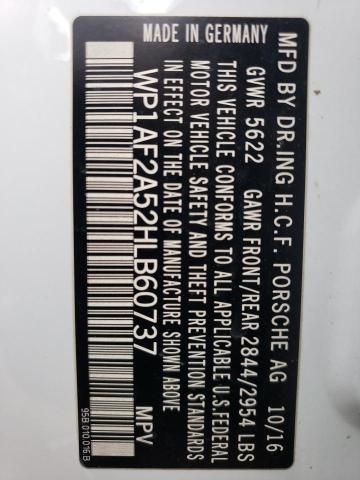 MFD BY DR.ING H.C.F. PORSCHE AG 10/16
GVWR 5622 GAWR FRONT/REAR 2844/2954 LBS
THIS VEHICLE CONFORMS TO ALL APPLICABLE U.S.FEDERAL
MOTOR VEHICLE SAFETY AND THEFT PREVENTION STANDARDS
IN EFFECT ON THE DATE OF MANUFACTURE SHOWN ABOVE
WP1AF2A52HLB60737 MPV
MADE IN GERMANY
95B.010.016.B